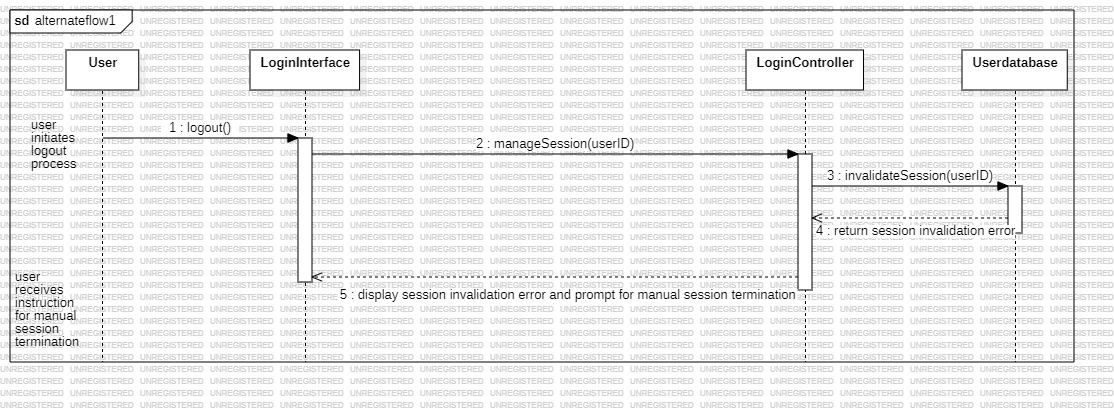 sd alternateflow1
User
LoginInterface
LoginController
Userdatabase
user
initiates
logout
process
1 : logout()
2 : manageSession(userID)
3 : invalidateSession(userID)
4 : return session invalidation error
user
receives
instruction
for manual
session
termination
5 : display session invalidation error and prompt for manual session termination
UNREGISTERED